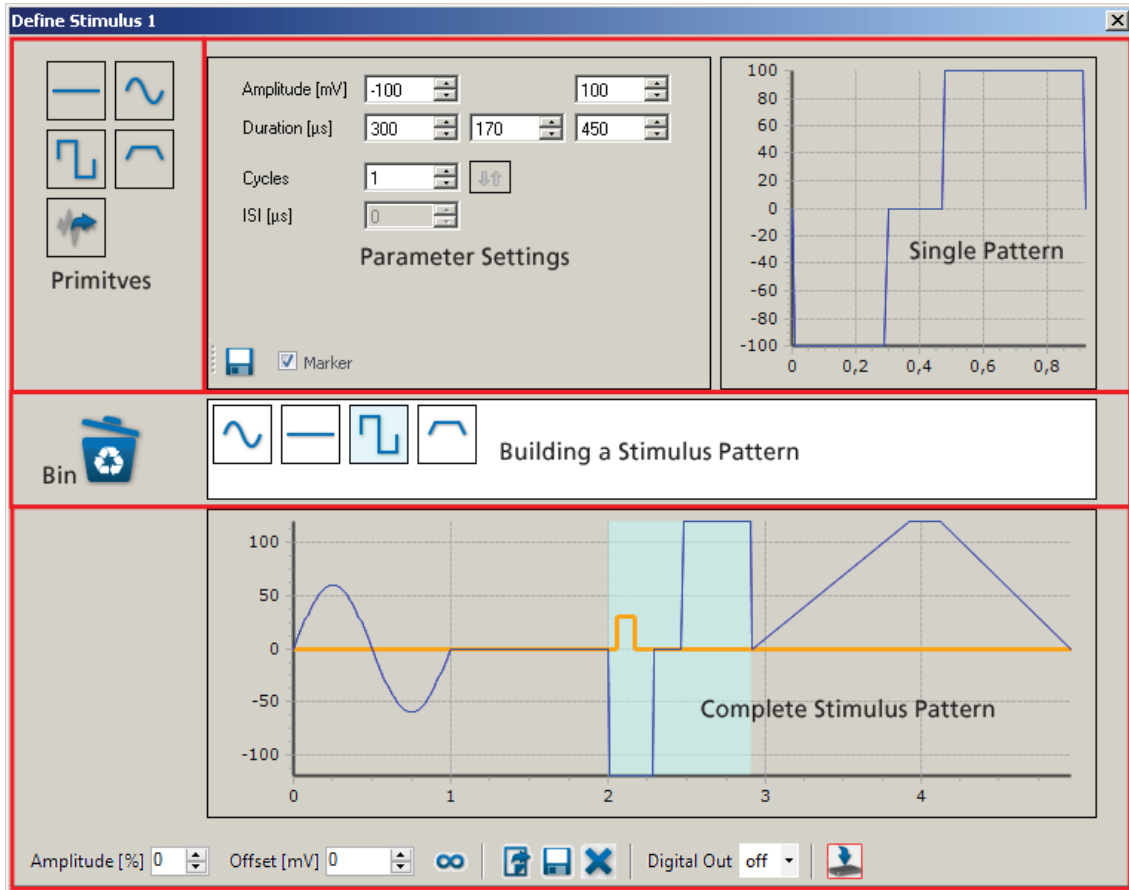 Define Stimulus 1
Primitves
Amplitude [mV] -100 100
Duration [µs] 300 170 450
Cycles 1
ISI [µs] 0
Parameter Settings
Marker
100
80
60
40
20
0
-20
-40
-60
-80
-100
0 0,2 0,4 0,6 0,8
Single Pattern
Bin
Building a Stimulus Pattern
100
50
0
-50
-100
0 1 2 3 4
Complete Stimulus Pattern
Amplitude [%] 0 Offset [mV] 0 Digital Out off